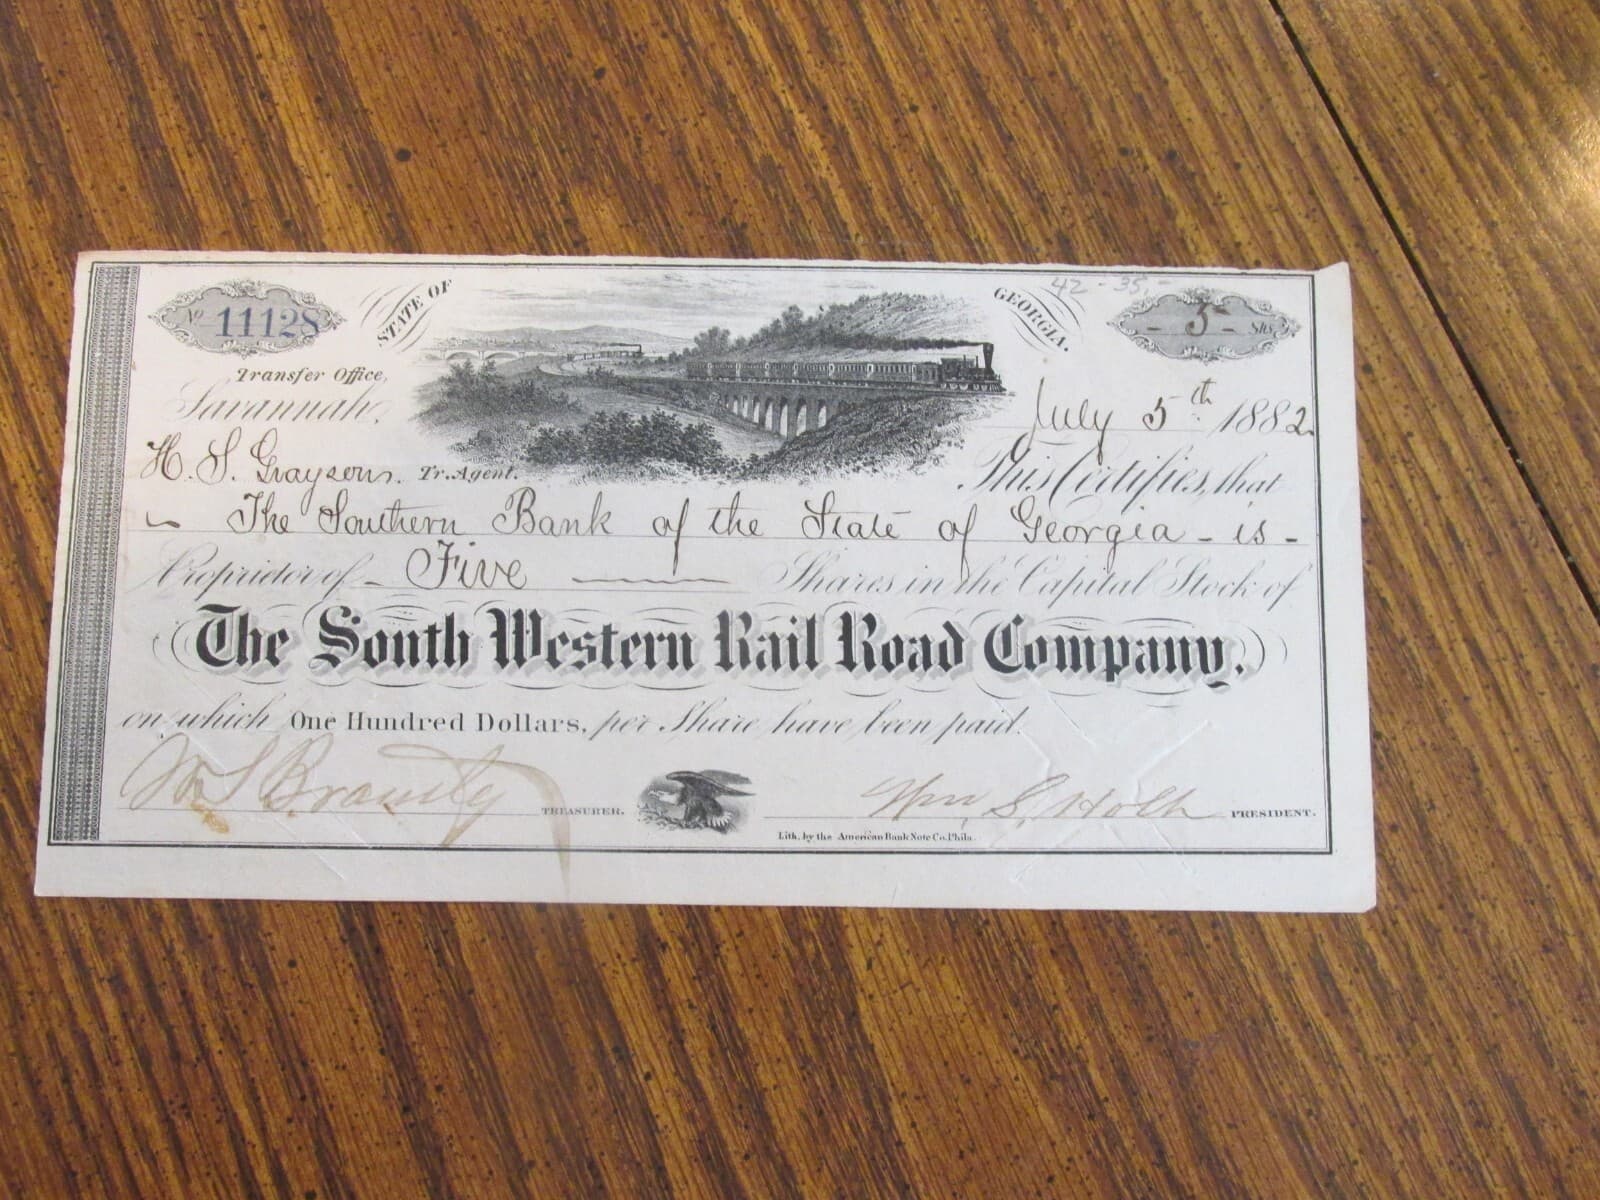 No 11128
STATE OF GEORGIA.
42 - 35.-
- 5 - Shs.
Transfer Office,
Savannah,
July 5th 1882
H. S. Graysons. Tr. Agent.
This Certifies, that
The Southern Bank of the State of Georgia - is -
Proprietor of - Five Shares in the Capital Stock of
The South Western Rail Road Company.
on which One Hundred Dollars, per Share have been paid.
TREASURER.
Wm. S. Holt PRESIDENT.
Lith. by the American Bank Note Co. Phila.